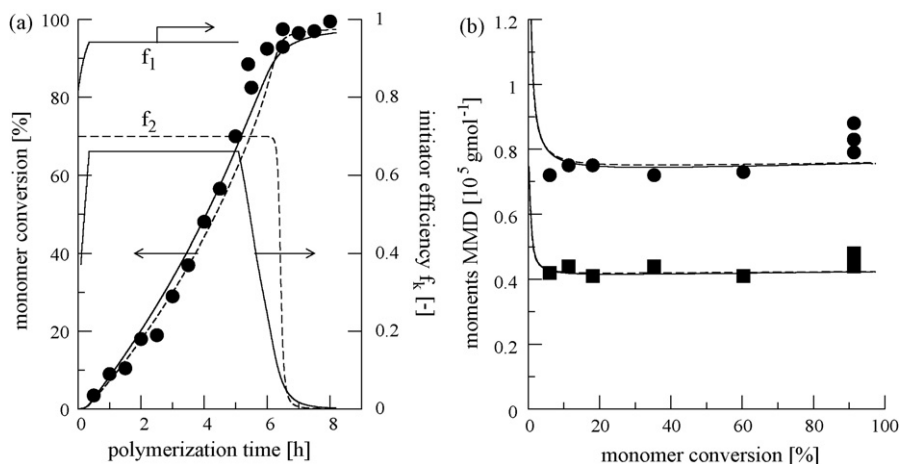 (a)
100
80
60
40
20
0
monomer conversion [%]
f1
f2
0 2 4 6 8
polymerization time [h]
1
0.8
0.6
0.4
0.2
0
initiator efficiency fk [-]
(b)
1.2
1
0.8
0.6
0.4
0.2
0
moments MMD [10^5 gmol^-1]
0 20 40 60 80 100
monomer conversion [%]